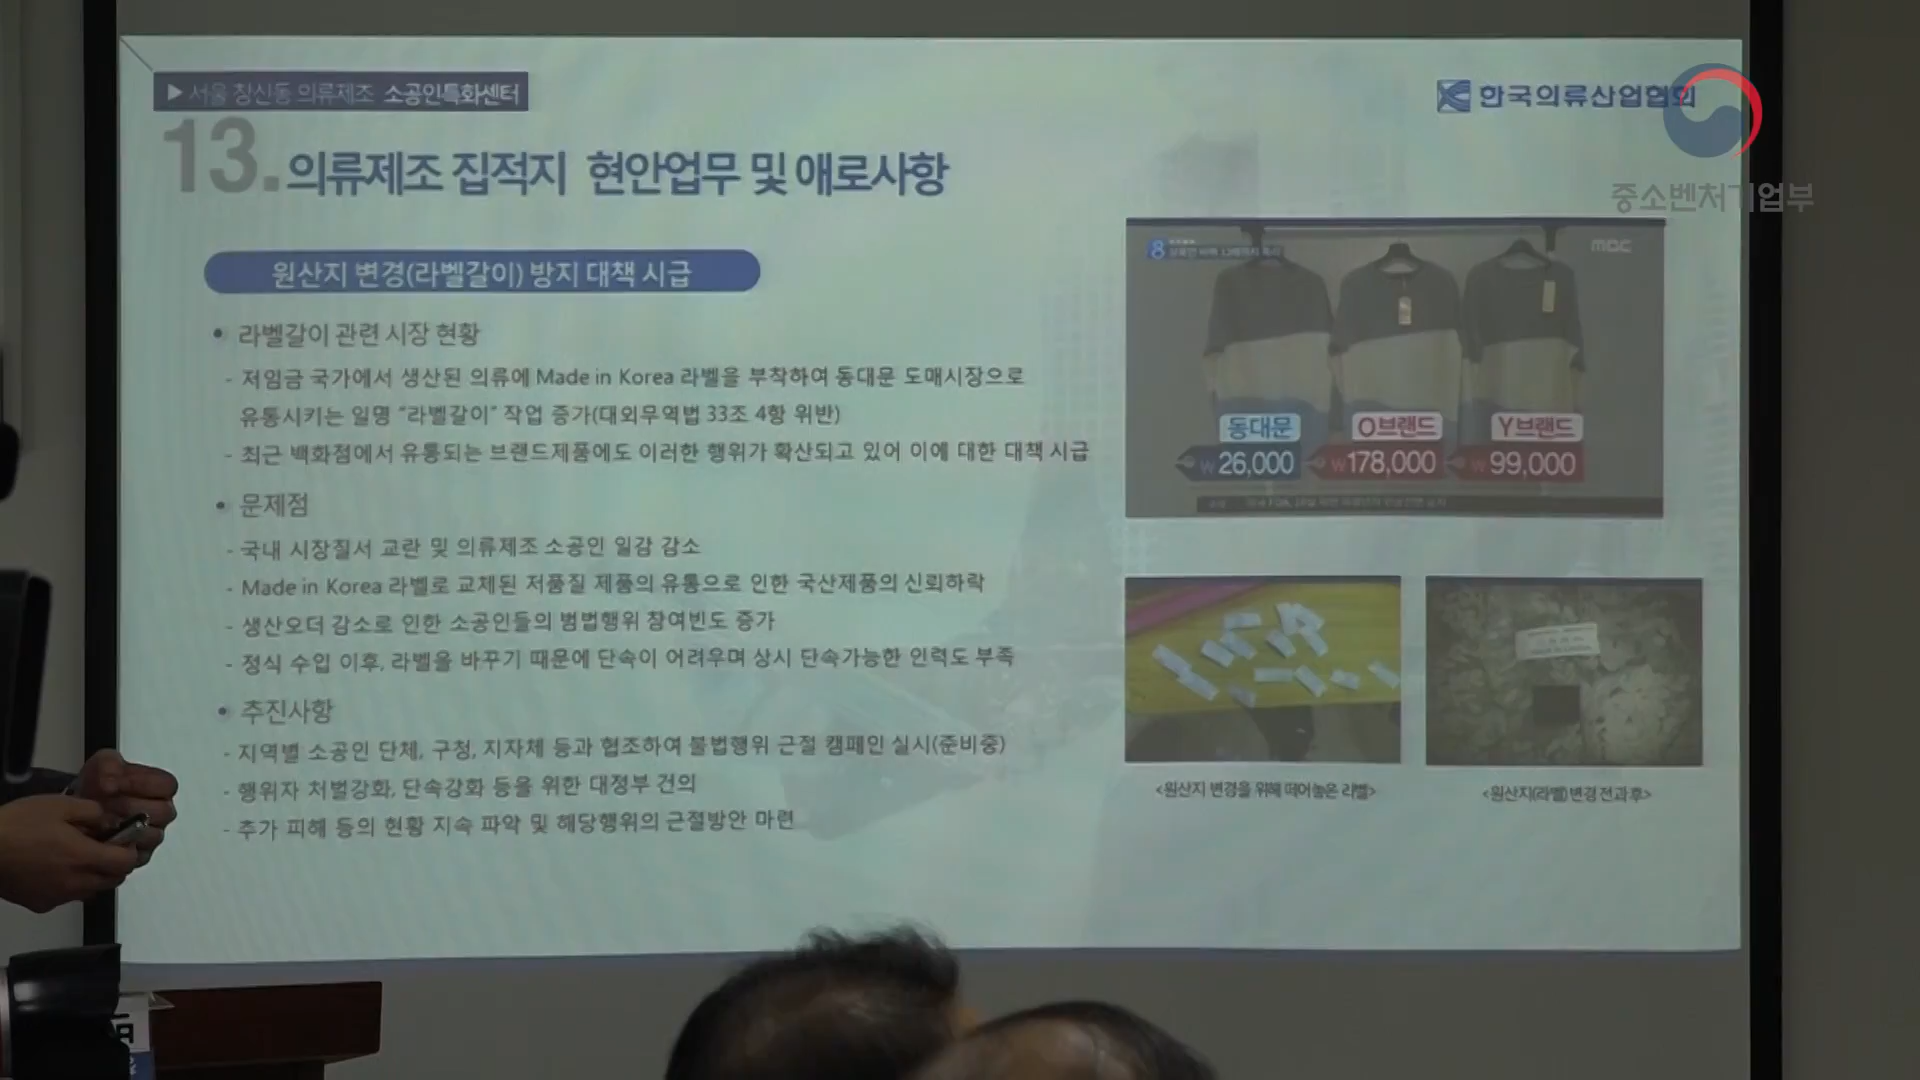 ▶ 서울 창신동 의류제조 소공인특화센터
한국의류산업협회
중소벤처기업부
13. 의류제조 집적지 현안업무 및 애로사항
원산지 변경(라벨갈이) 방지 대책 시급
• 라벨갈이 관련 시장 현황
- 저임금 국가에서 생산된 의류에 Made in Korea 라벨을 부착하여 동대문 도매시장으로
유통시키는 일명 “라벨갈이” 작업 증가(대외무역법 33조 4항 위반)
- 최근 백화점에서 유통되는 브랜드제품에도 이러한 행위가 확산되고 있어 이에 대한 대책 시급
• 문제점
- 국내 시장질서 교란 및 의류제조 소공인 일감 감소
- Made in Korea 라벨로 교체된 저품질 제품의 유통으로 인한 국산제품의 신뢰하락
- 생산오더 감소로 인한 소공인들의 범법행위 참여빈도 증가
- 정식 수입 이후, 라벨을 바꾸기 때문에 단속이 어려우며 상시 단속가능한 인력도 부족
• 추진사항
- 지역별 소공인 단체, 구청, 지자체 등과 협조하여 불법행위 근절 캠페인 실시(준비중)
- 행위자 처벌강화, 단속강화 등을 위한 대정부 건의
- 추가 피해 등의 현황 지속 파악 및 해당행위의 근절방안 마련
8
mbc
동대문 O브랜드 Y브랜드
₩26,000 ₩178,000 ₩99,000
<원산지 변경을 위해 떼어놓은 라벨>
<원산지(라벨)변경 전과 후>